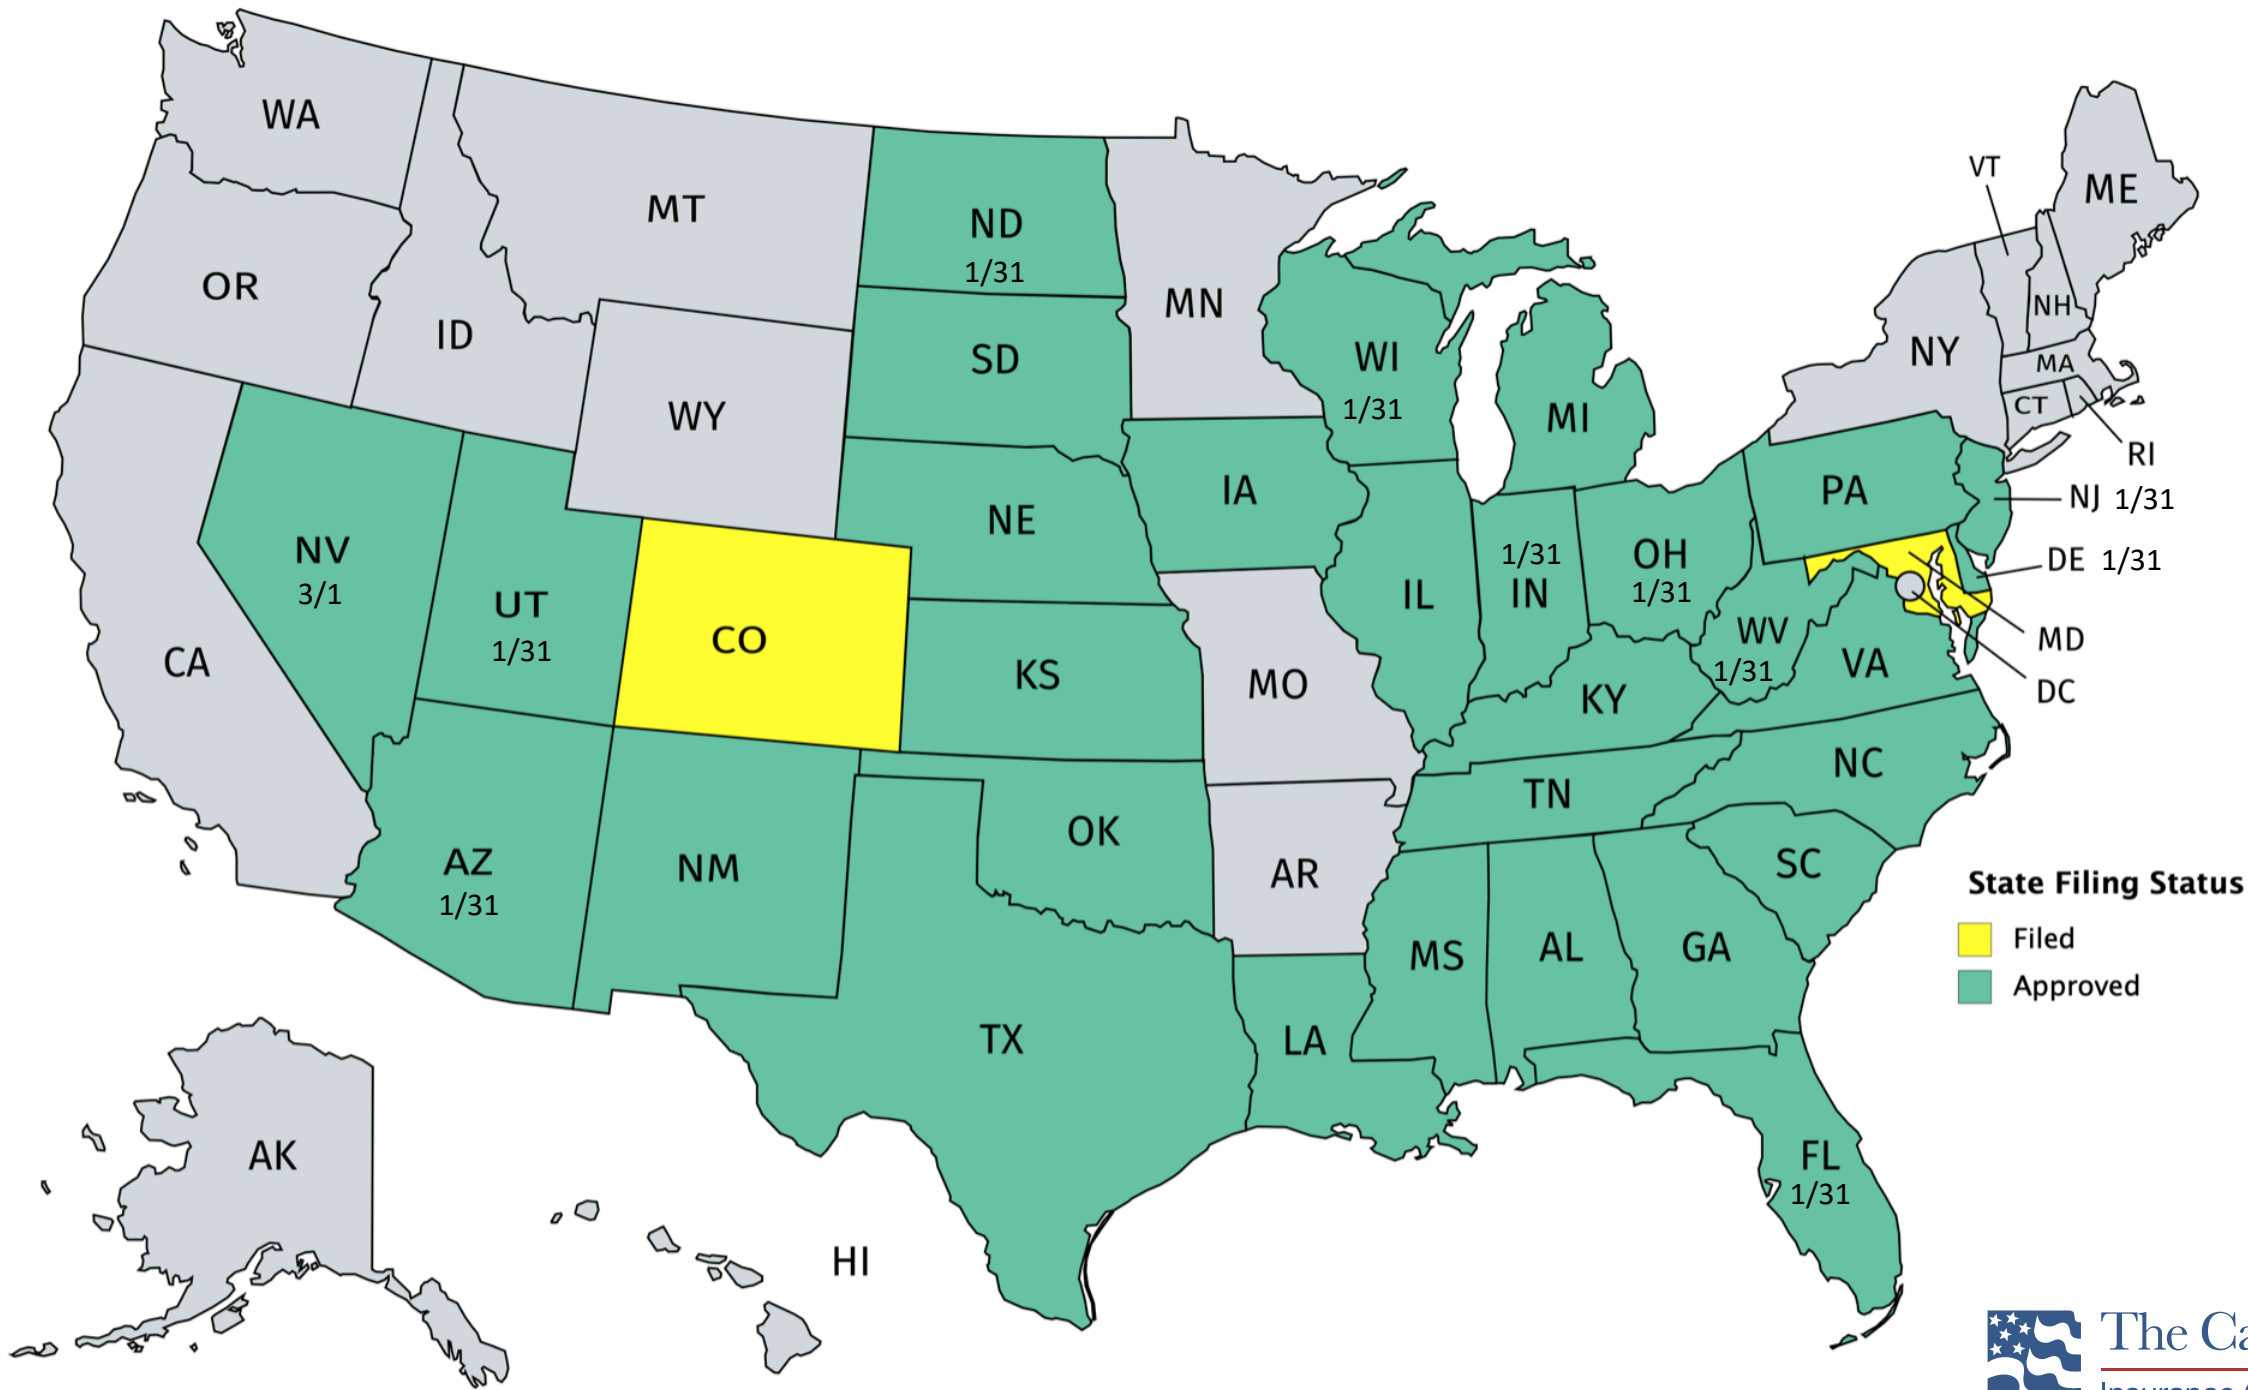 WA
MT
ND
1/31
MN
VT
ME
OR
ID
SD
WI
1/31
MI
NY
NH
MA
CT
RI
WY
IA
PA
NJ 1/31
NE
NV
3/1
UT
1/31
CO
IL
1/31
IN
OH
1/31
DE 1/31
WV
1/31
VA
MD
DC
CA
KS
MO
KY
NC
TN
AZ
1/31
NM
OK
AR
SC
MS
AL
GA
State Filing Status
Filed
Approved
TX
LA
AK
FL
1/31
HI
The Ca